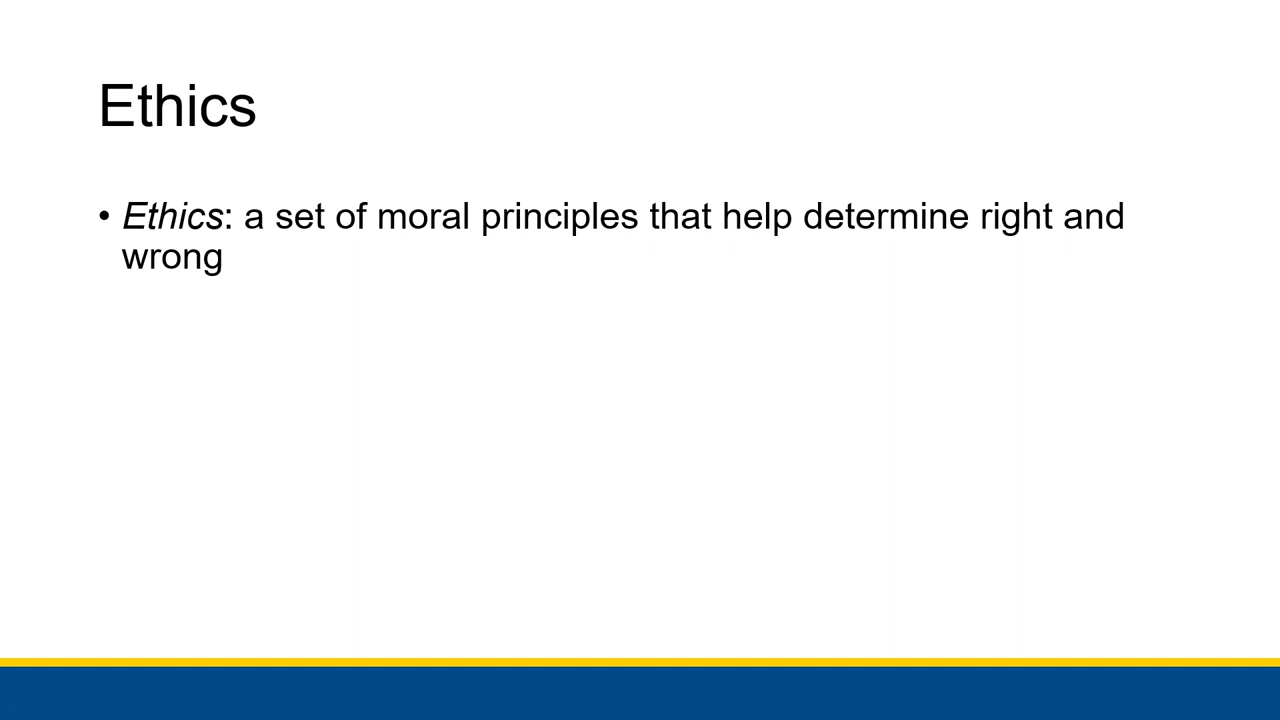 Ethics
• Ethics: a set of moral principles that help determine right and
wrong